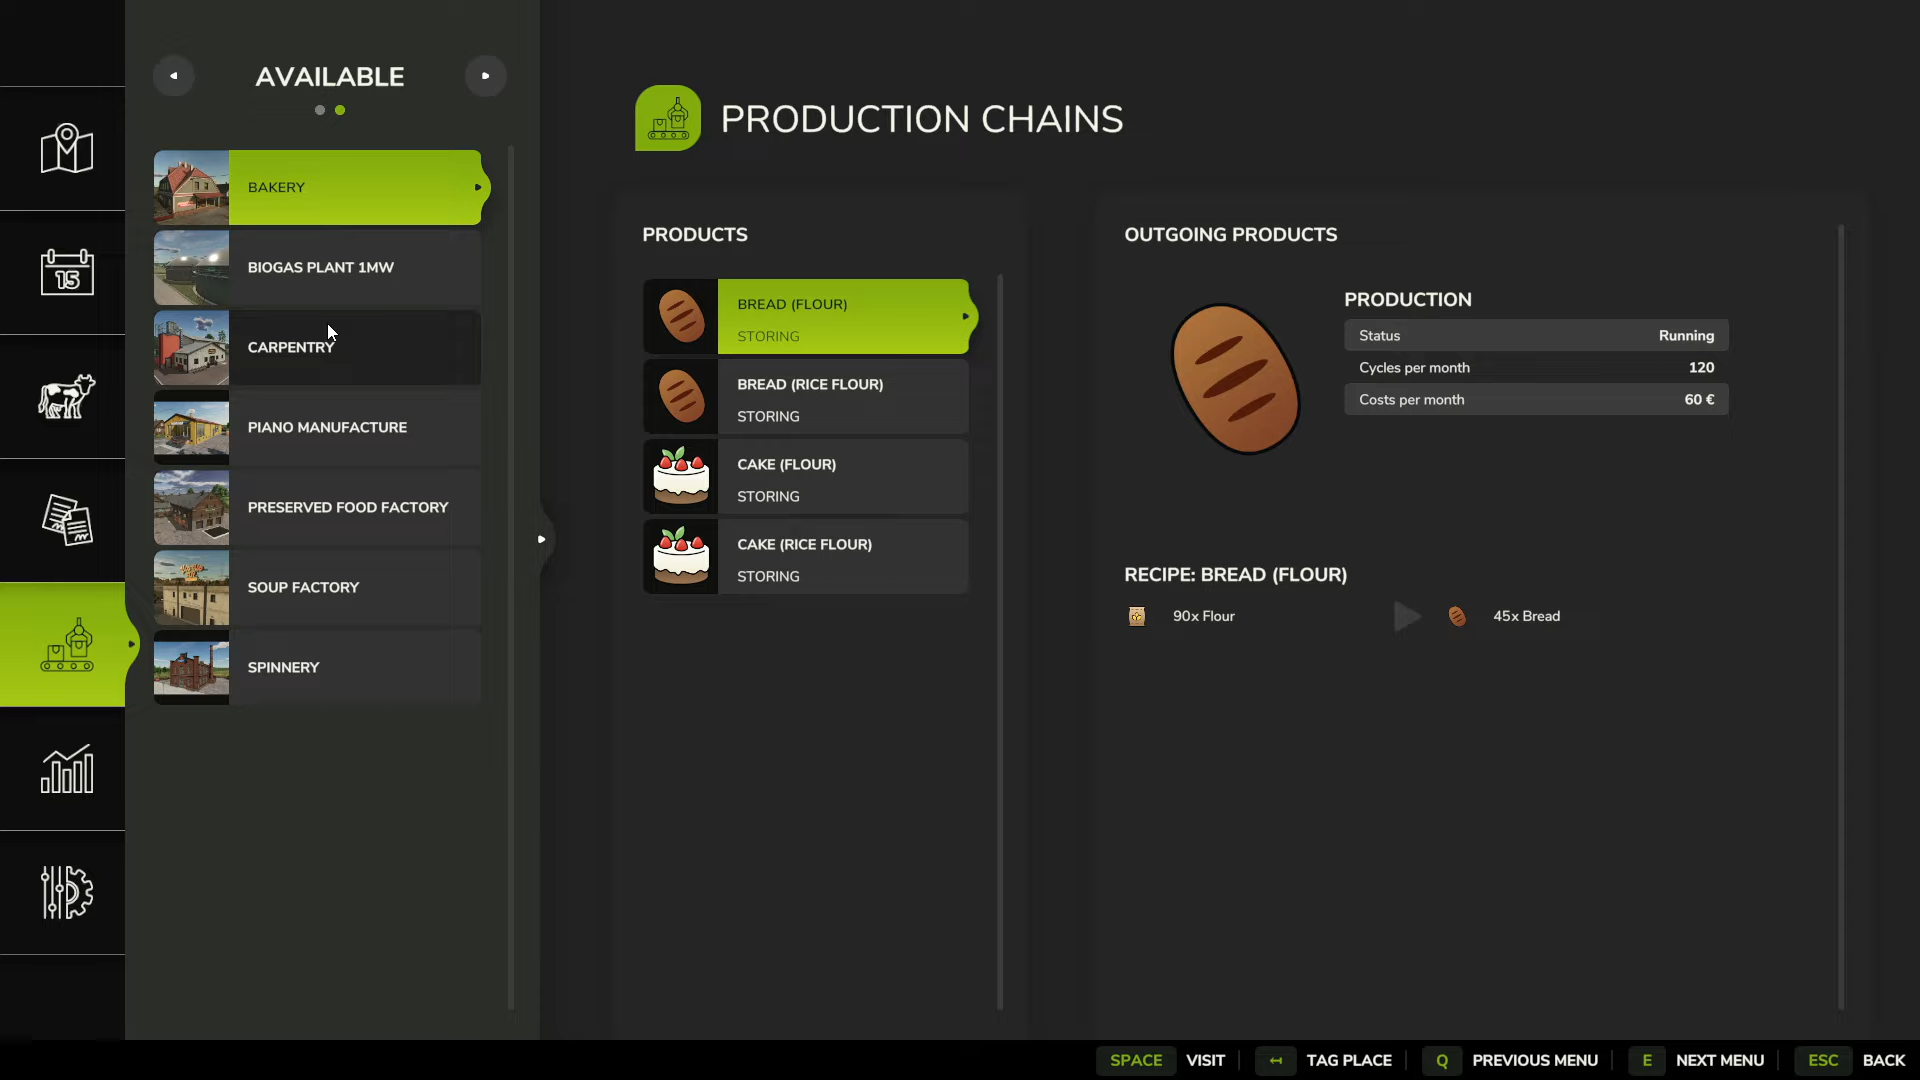 AVAILABLE
BAKERY
BIOGAS PLANT 1MW
CARPENTRY
PIANO MANUFACTURE
PRESERVED FOOD FACTORY
SOUP FACTORY
SPINNERY
15
PRODUCTION CHAINS
PRODUCTS
BREAD (FLOUR)
STORING
BREAD (RICE FLOUR)
STORING
CAKE (FLOUR)
STORING
CAKE (RICE FLOUR)
STORING
OUTGOING PRODUCTS
PRODUCTION
Status Running
Cycles per month 120
Costs per month 60 €
RECIPE: BREAD (FLOUR)
90x Flour 45x Bread
SPACE VISIT TAG PLACE Q PREVIOUS MENU E NEXT MENU ESC BACK